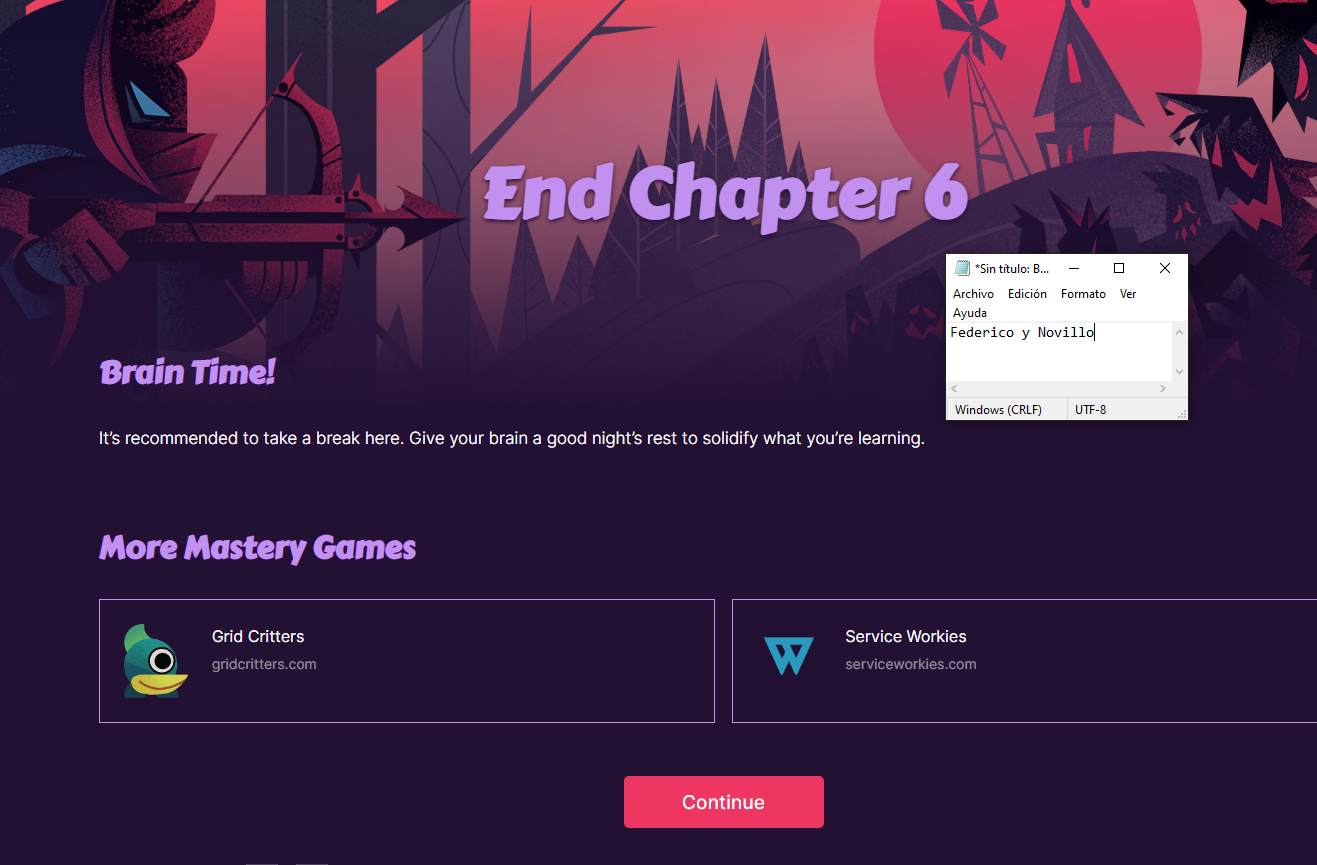 End Chapter 6
*Sin título: B...
Archivo Edición Formato Ver
Ayuda
Federico y Novillo
Windows (CRLF) UTF-8
Brain Time!
It’s recommended to take a break here. Give your brain a good night’s rest to solidify what you’re learning.
More Mastery Games
Grid Critters
gridcritters.com
Service Workies
serviceworkies.com
Continue